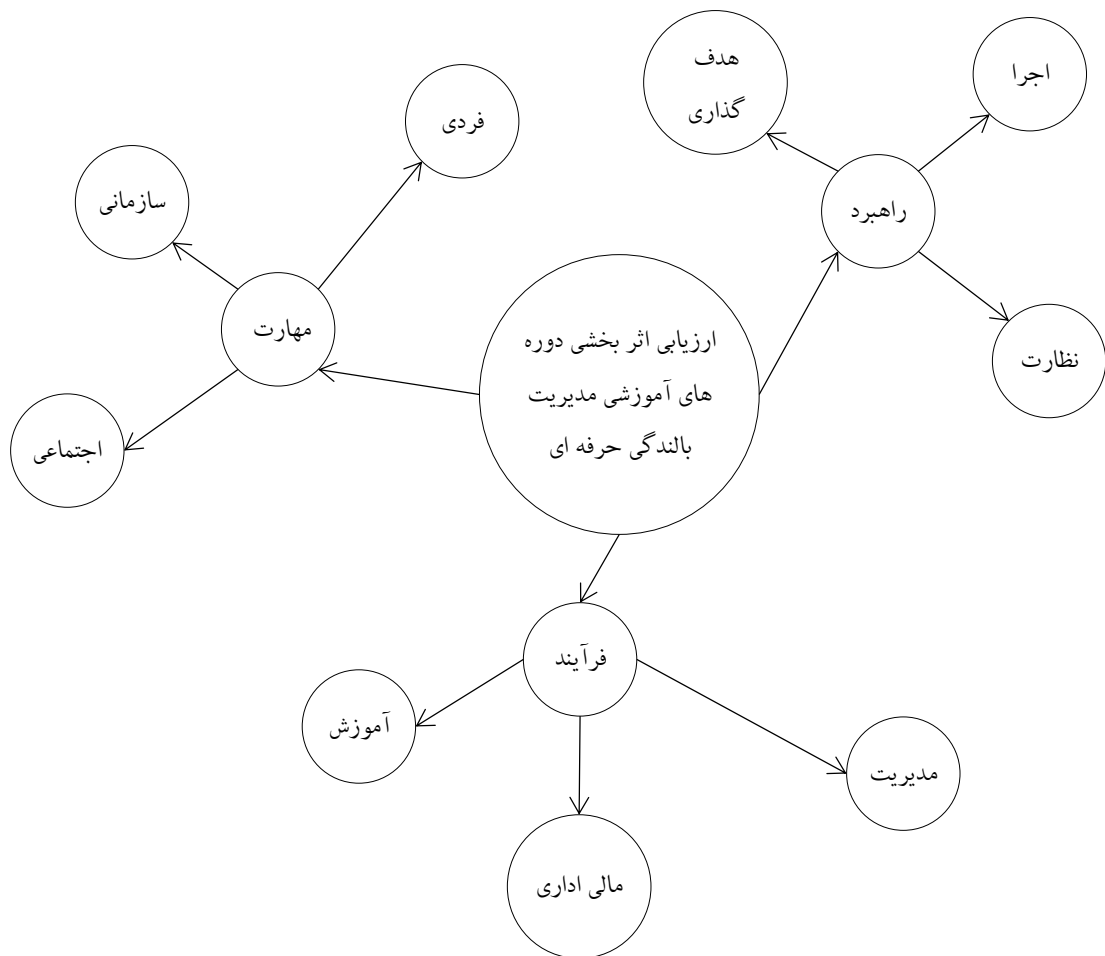 هدف
گذاری
اجرا
فردی
سازمانی
راهبرد
مهارت
نظارت
ارزیابی اثر بخشی دوره
های آموزشی مدیریت
بالندگی حرفه ای
اجتماعی
فرآیند
آموزش
مدیریت
مالی اداری